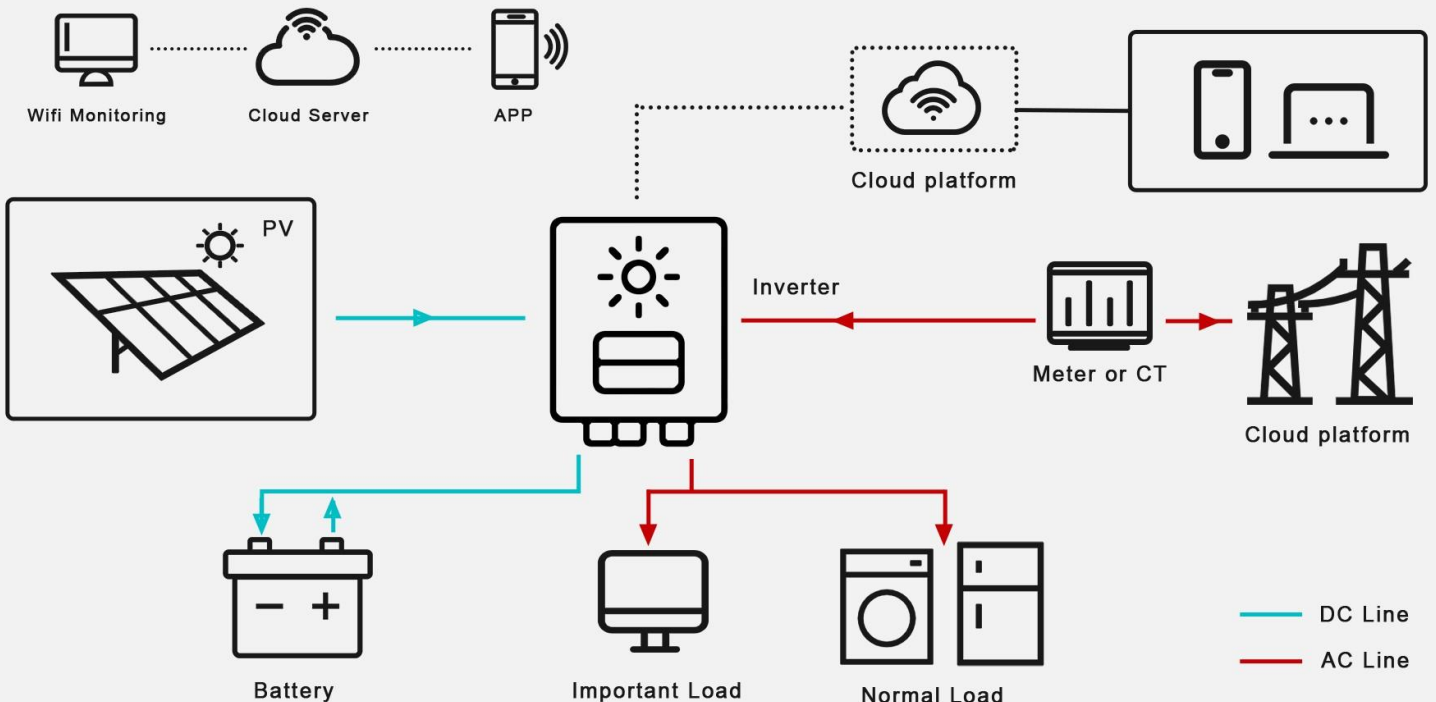 Wifi Monitoring
Cloud Server
APP
Cloud platform
PV
Inverter
Meter or CT
Cloud platform
Battery
Important Load
Normal Load
DC Line
AC Line